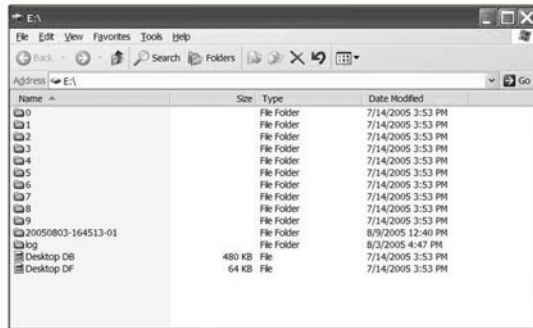 E:\
File Edit View Favorites Tools Help
Back Search Folders
Address E:\ Go
Name Size Type Date Modified
0 File Folder 7/14/2005 3:53 PM
1 File Folder 7/14/2005 3:53 PM
2 File Folder 7/14/2005 3:53 PM
3 File Folder 7/14/2005 3:53 PM
4 File Folder 7/14/2005 3:53 PM
5 File Folder 7/14/2005 3:53 PM
6 File Folder 7/14/2005 3:53 PM
7 File Folder 7/14/2005 3:53 PM
8 File Folder 7/14/2005 3:53 PM
9 File Folder 7/14/2005 3:53 PM
20050803-164513-01 File Folder 8/9/2005 12:40 PM
log File Folder 8/3/2005 4:47 PM
Desktop DB 480 KB File 7/14/2005 3:53 PM
Desktop DF 64 KB File 7/14/2005 3:53 PM